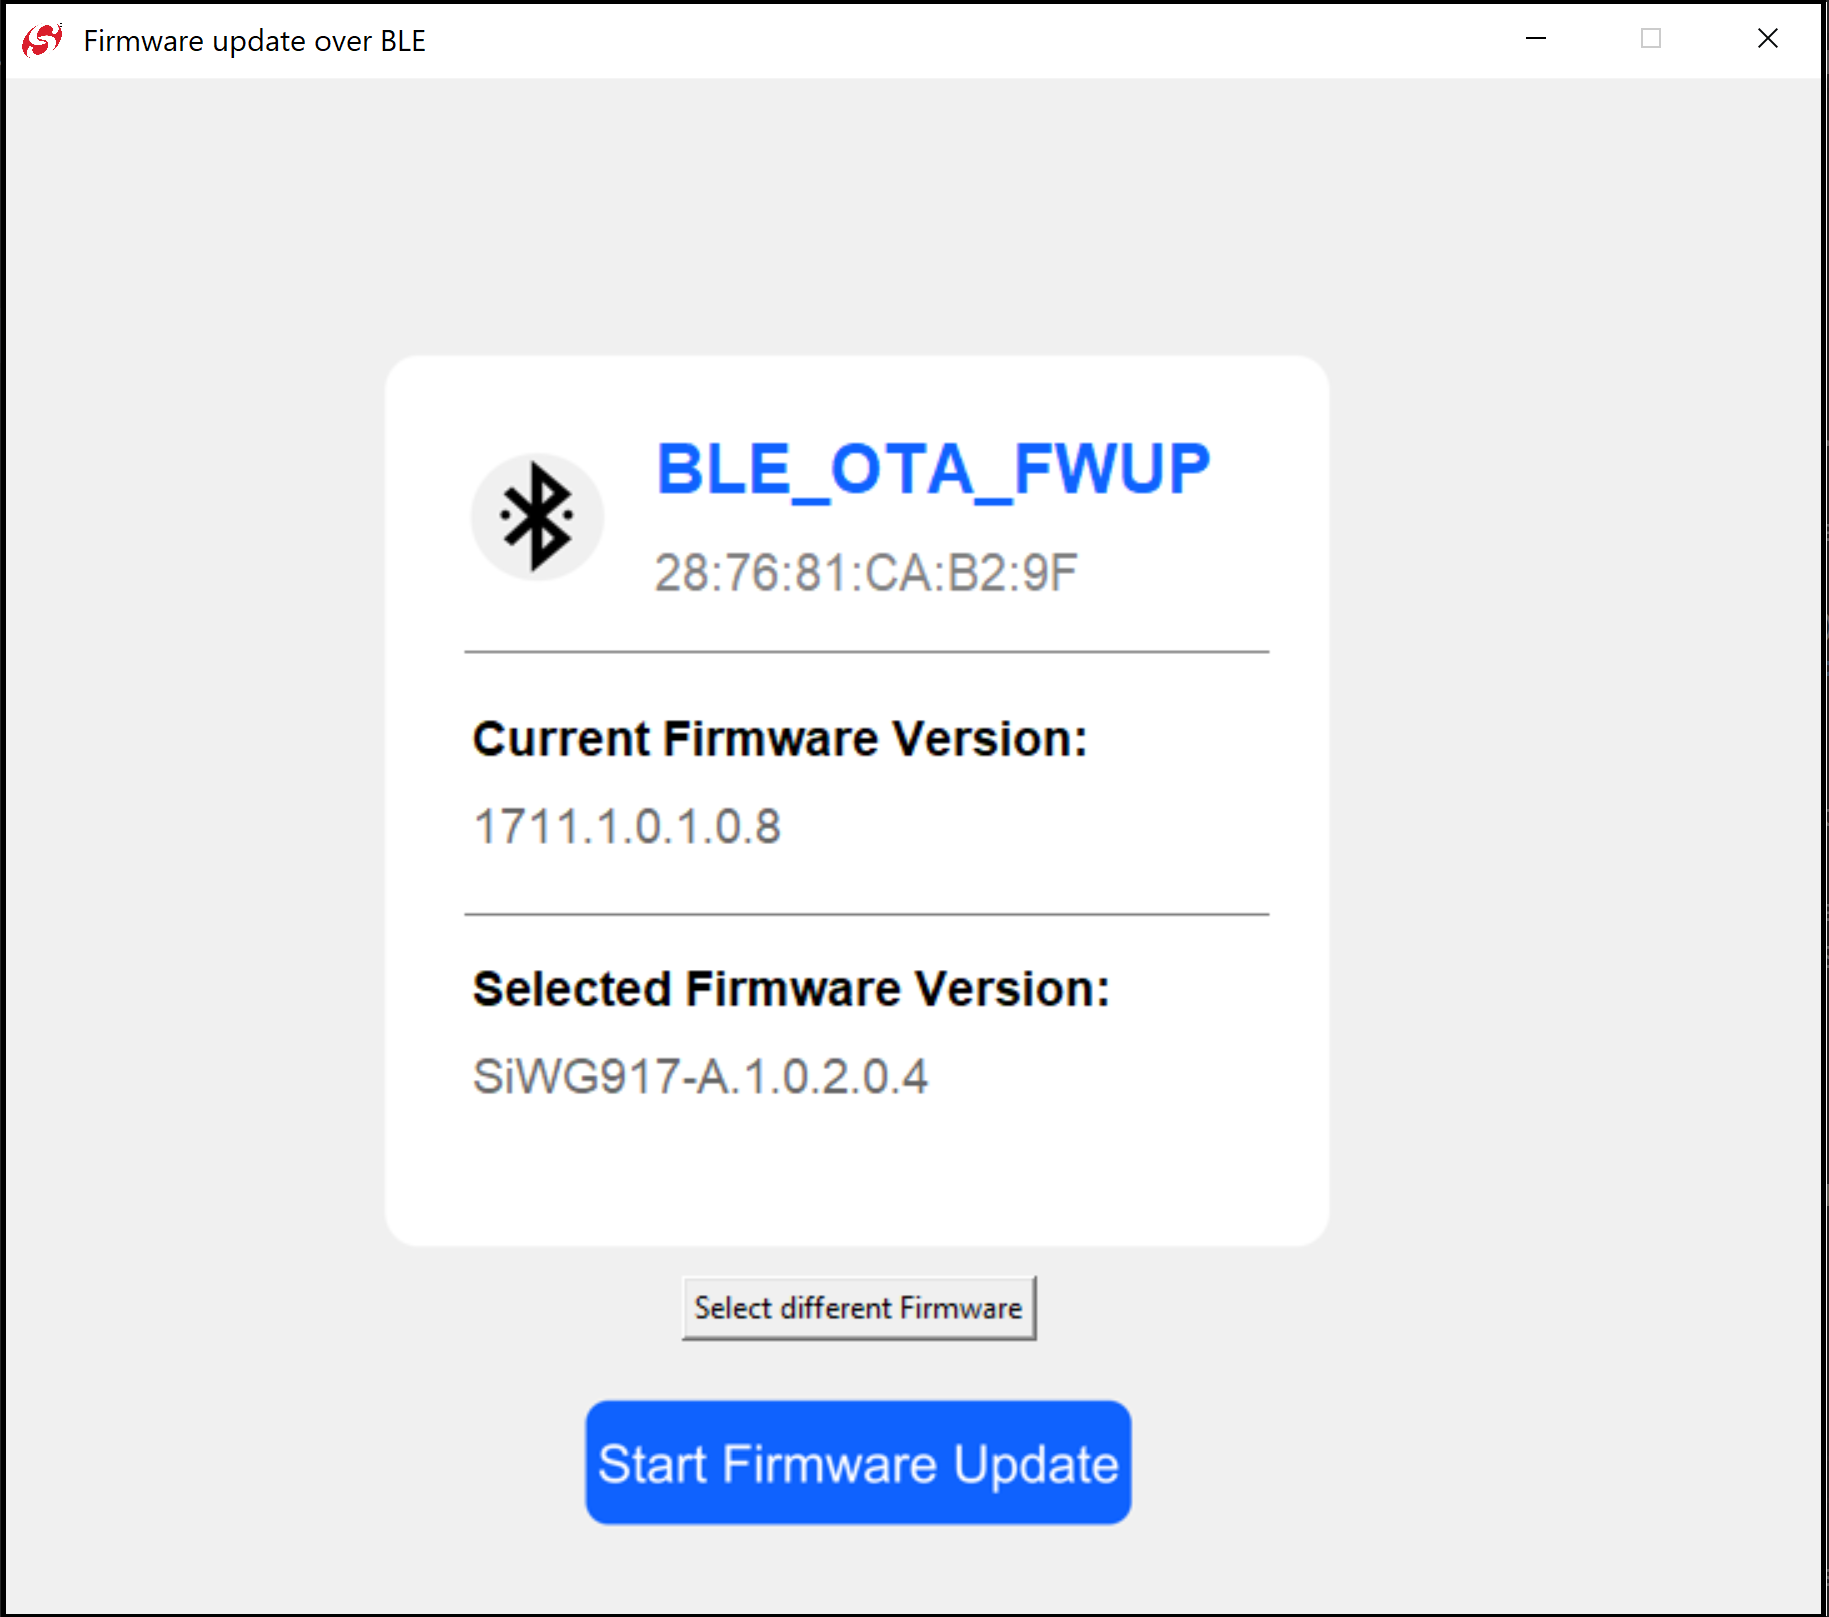 Firmware update over BLE
BLE_OTA_FWUP
28:76:81:CA:B2:9F
Current Firmware Version:
1711.1.0.1.0.8
Selected Firmware Version:
SiWG917-A.1.0.2.0.4
Select different Firmware
Start Firmware Update